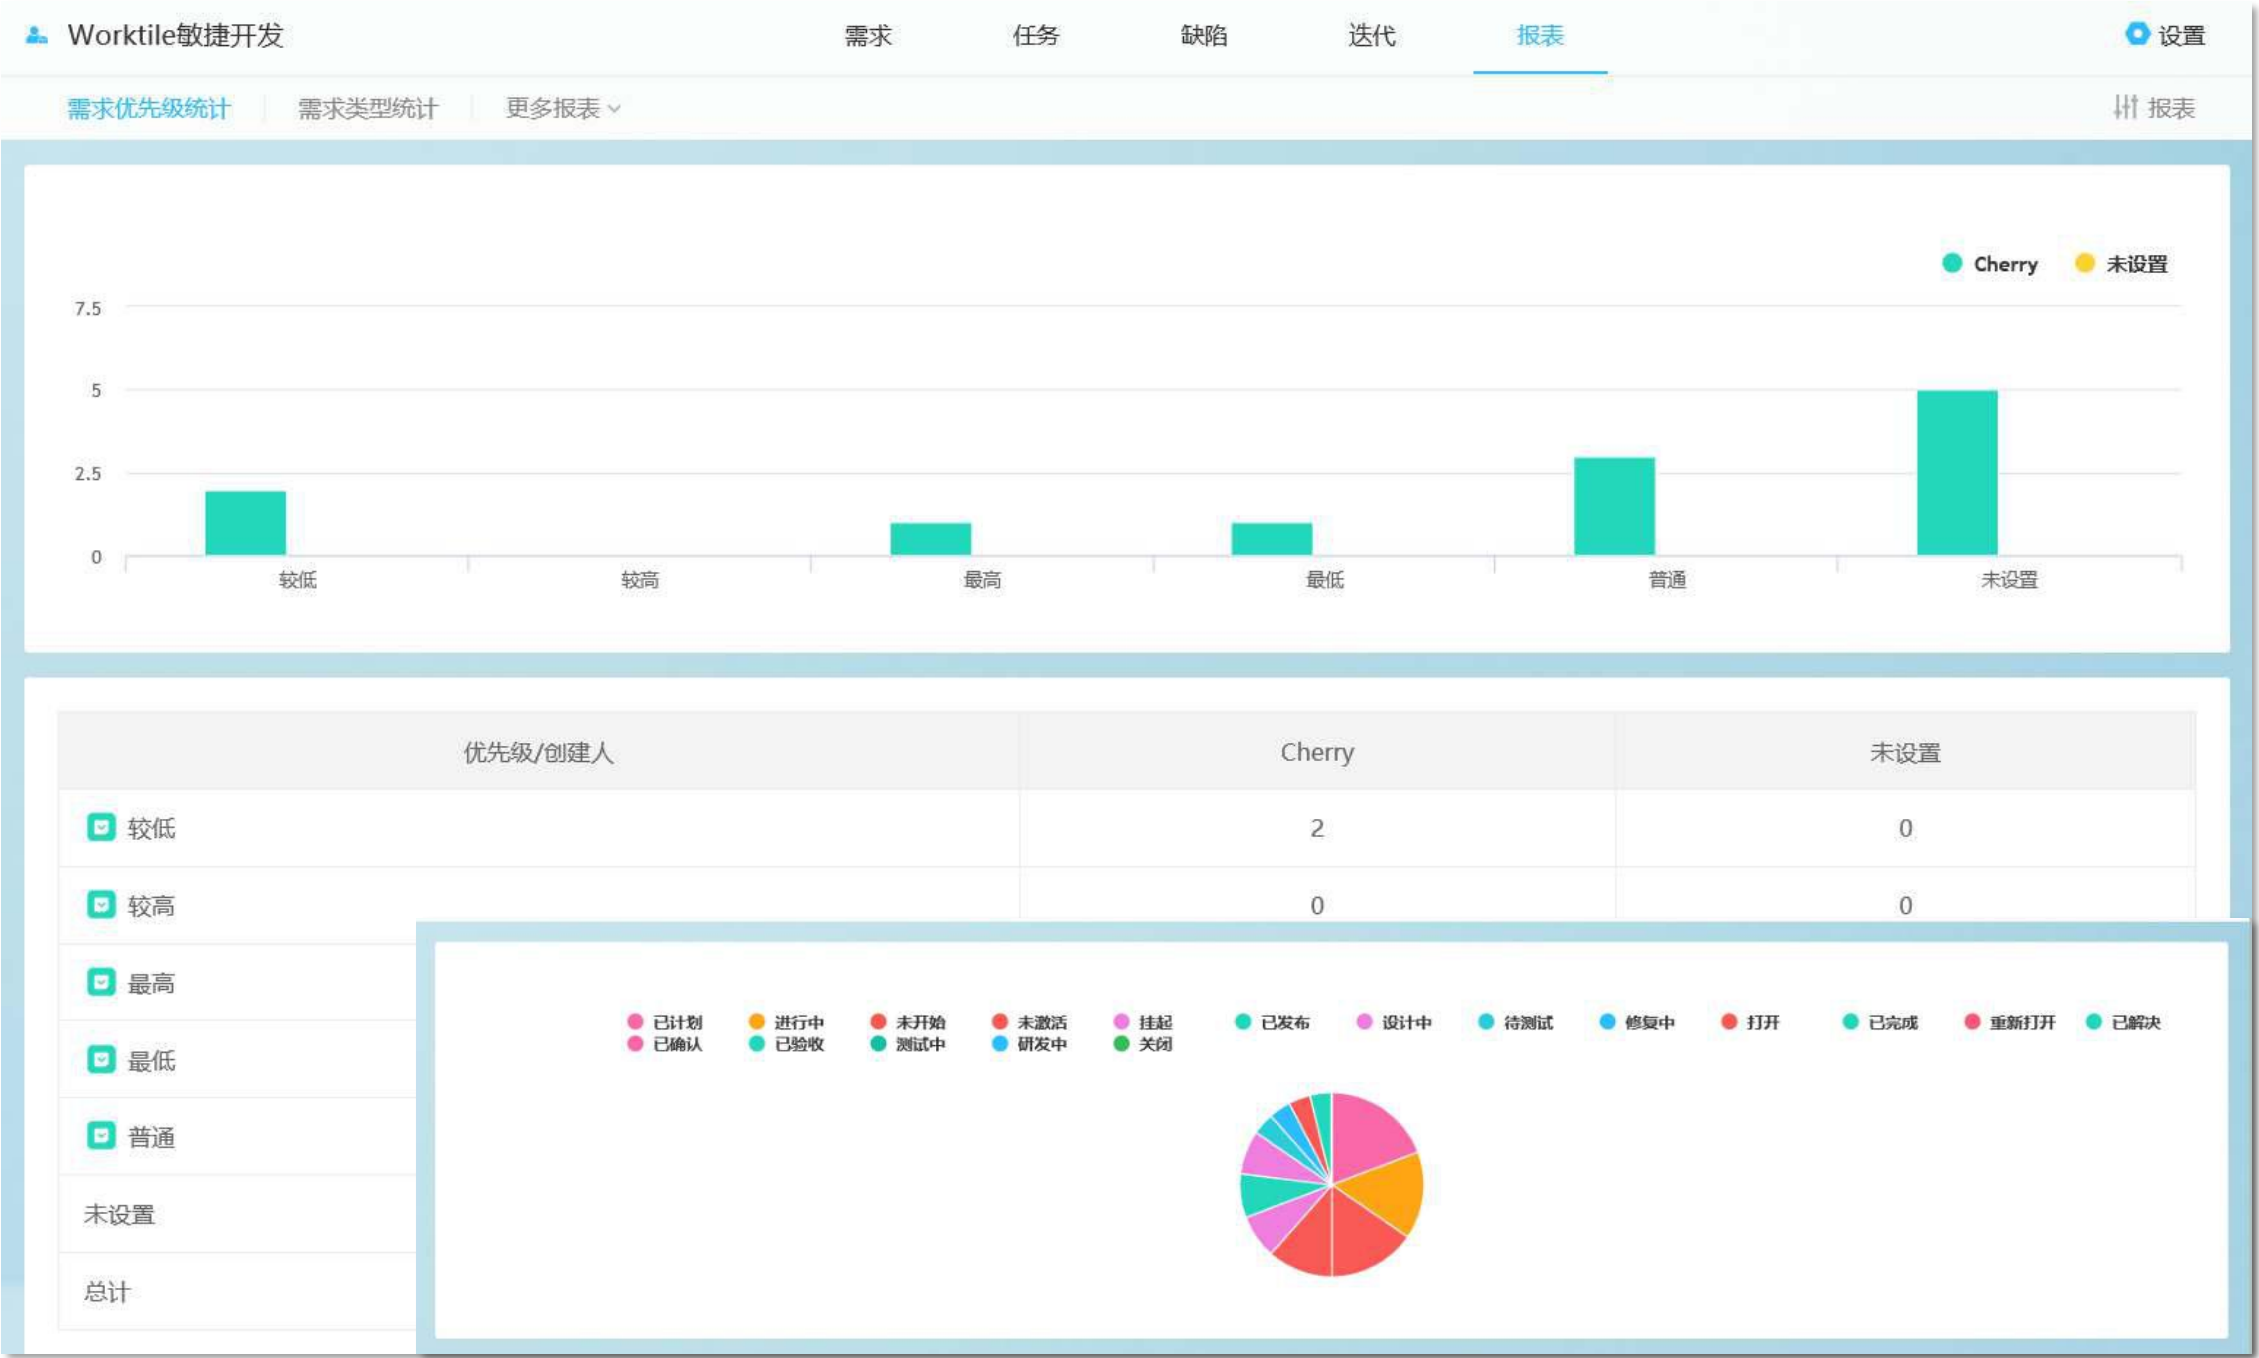 Worktile敏捷开发 需求 任务 缺陷 迭代 报表 设置
需求优先级统计 需求类型统计 更多报表 报表
Cherry 未设置
7.5
5
2.5
0
较低 较高 最高 最低 普通 未设置
优先级/创建人 Cherry 未设置
较低 2 0
较高 0 0
最高
最低
普通
未设置
总计
已计划 进行中 未开始 未激活 挂起 已发布 设计中 待测试 修复中 打开 已完成 重新打开 已解决
已确认 已验收 测试中 研发中 关闭